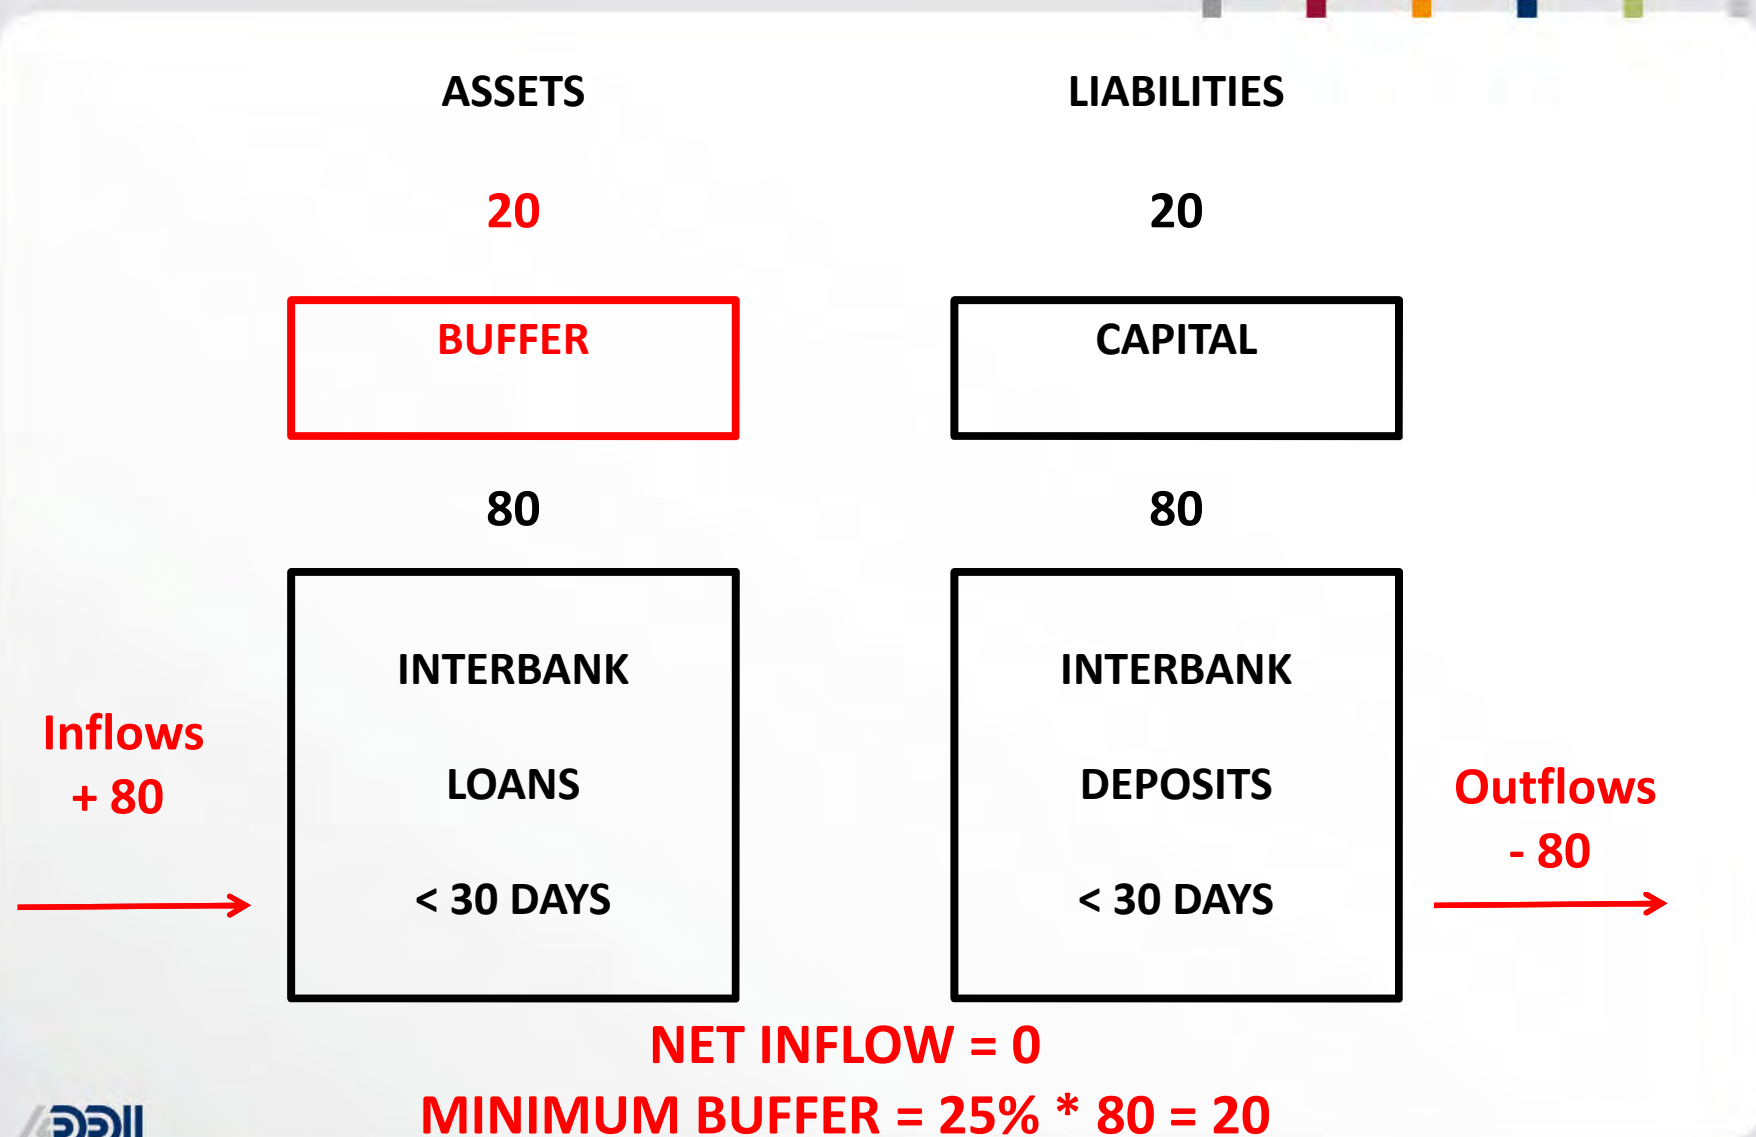 ASSETS
LIABILITIES
20
20
BUFFER
CAPITAL
80
80
INTERBANK
LOANS
< 30 DAYS
INTERBANK
DEPOSITS
< 30 DAYS
Inflows
+ 80
Outflows
- 80
NET INFLOW = 0
MINIMUM BUFFER = 25% * 80 = 20